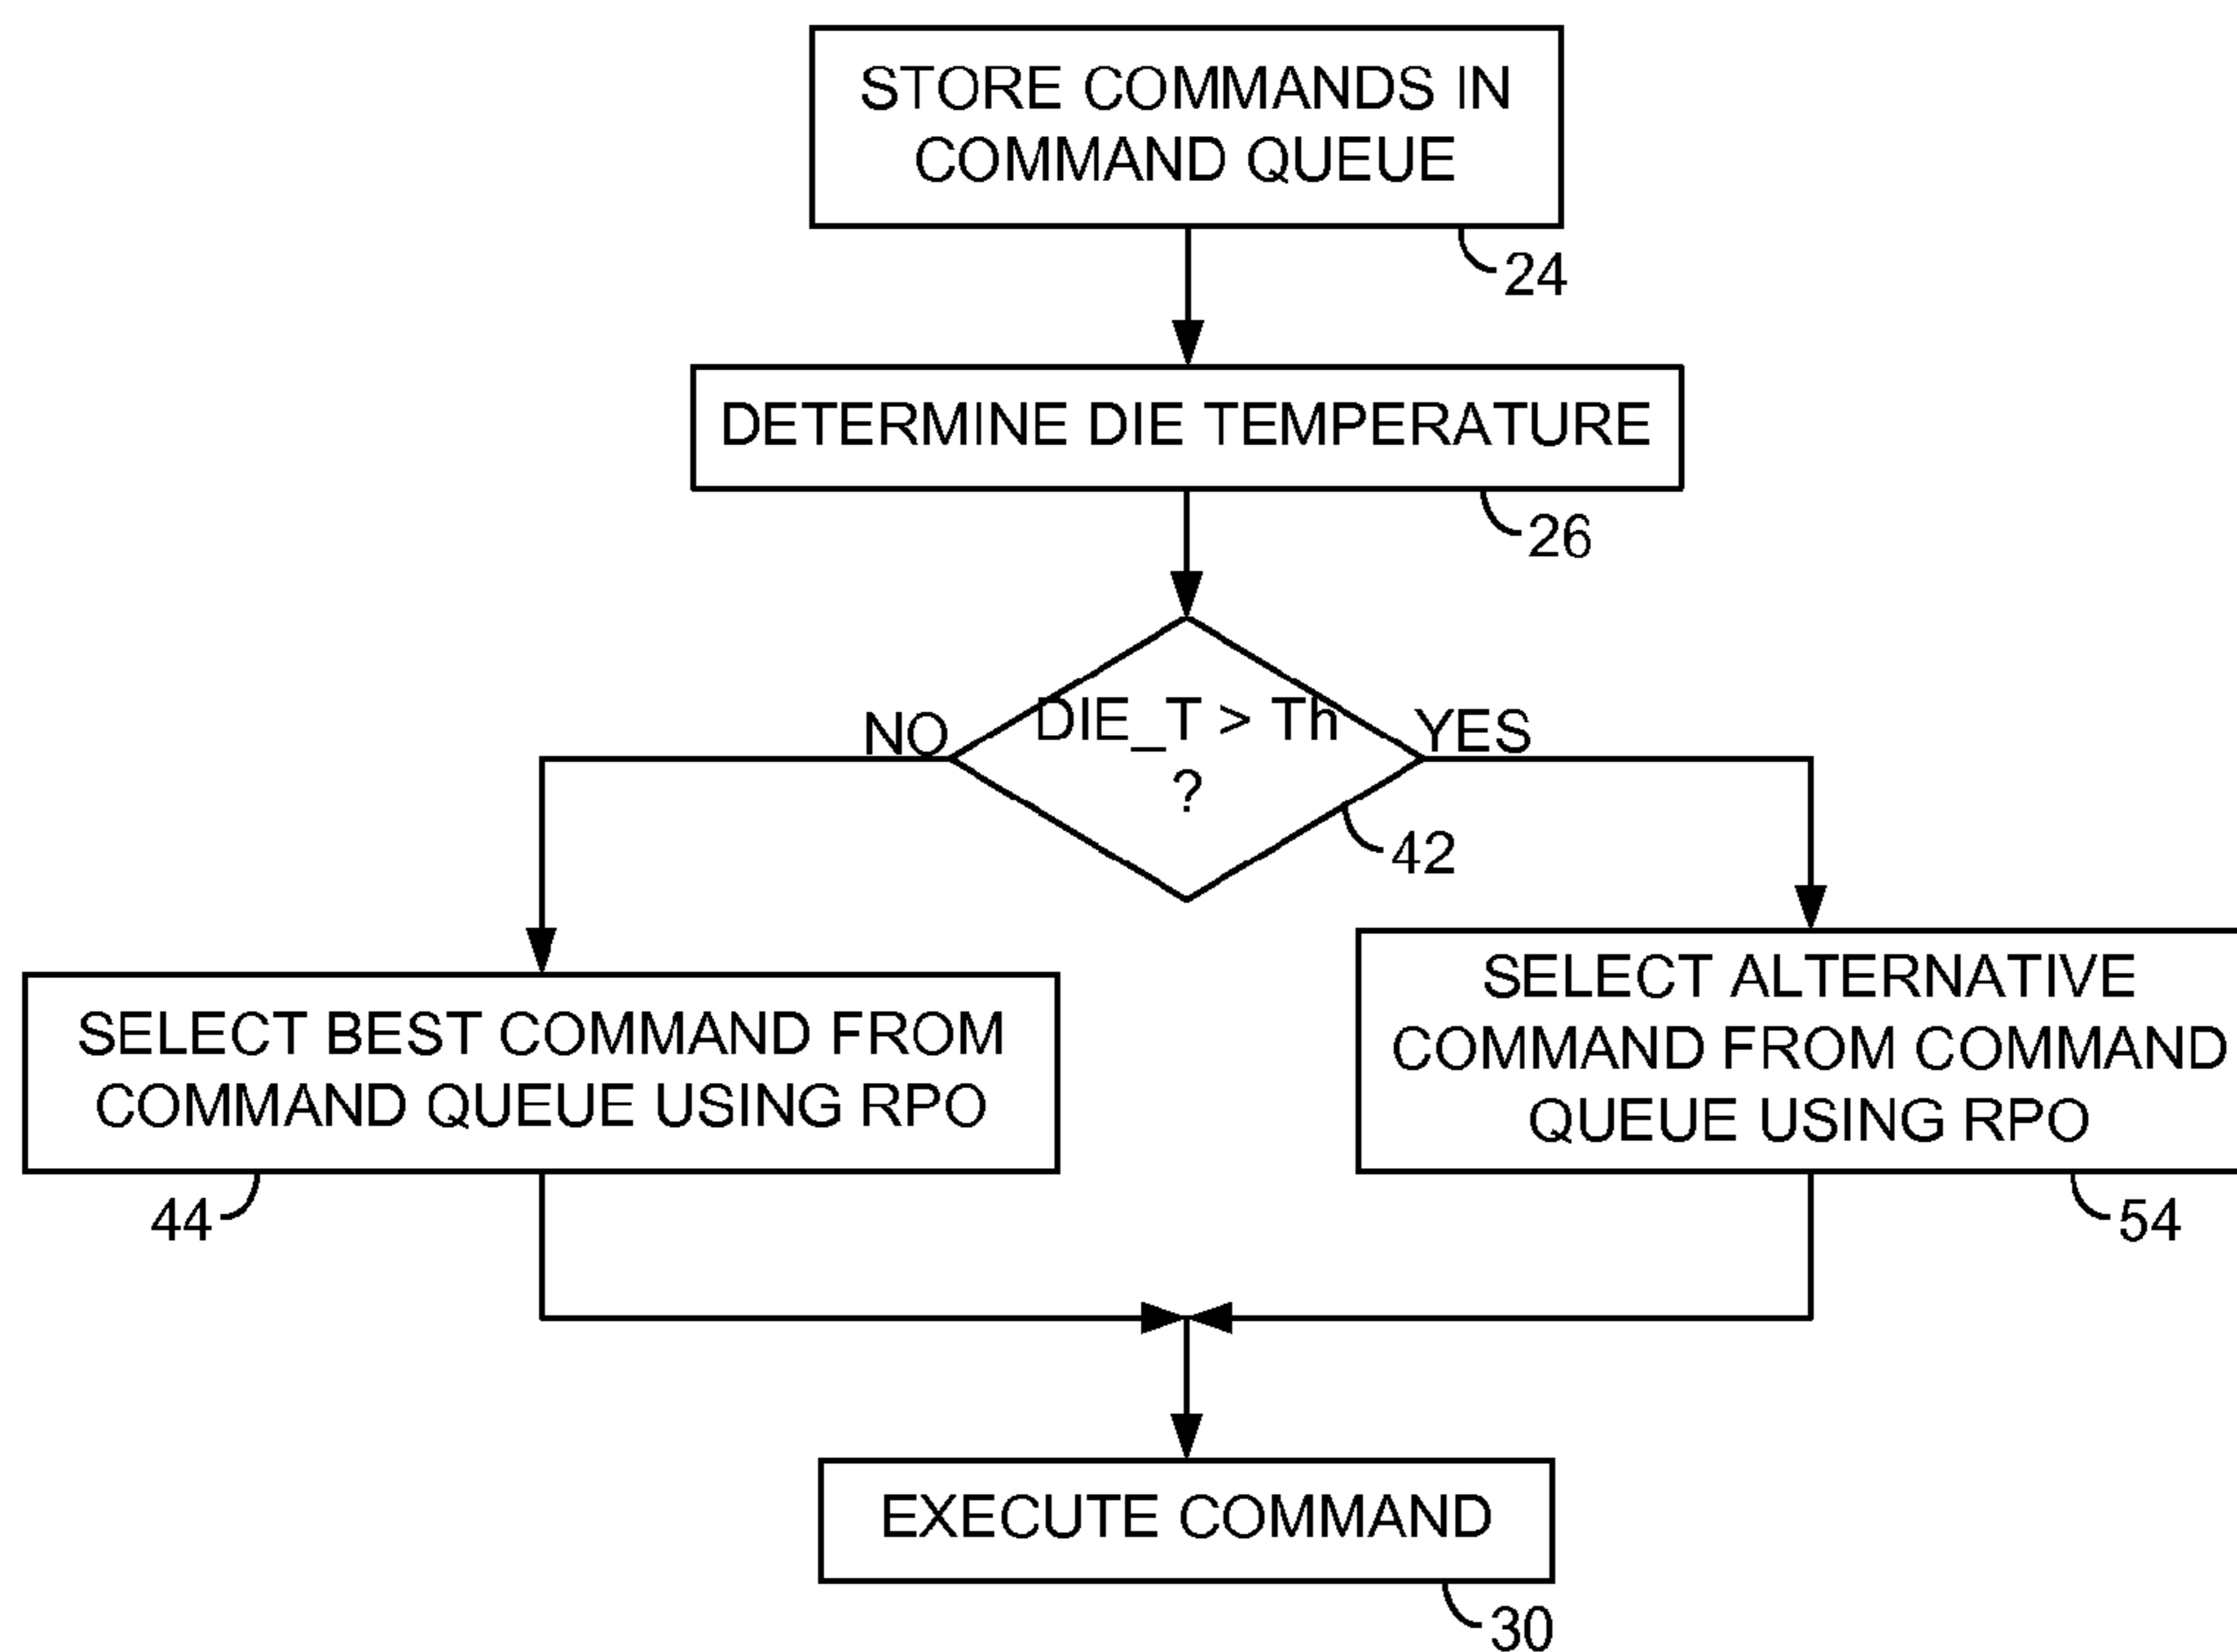 STORE COMMANDS IN
COMMAND QUEUE
24
DETERMINE DIE TEMPERATURE
26
DIE_T > Th
?
NO
YES
42
SELECT BEST COMMAND FROM
COMMAND QUEUE USING RPO
44
SELECT ALTERNATIVE
COMMAND FROM COMMAND
QUEUE USING RPO
54
EXECUTE COMMAND
30